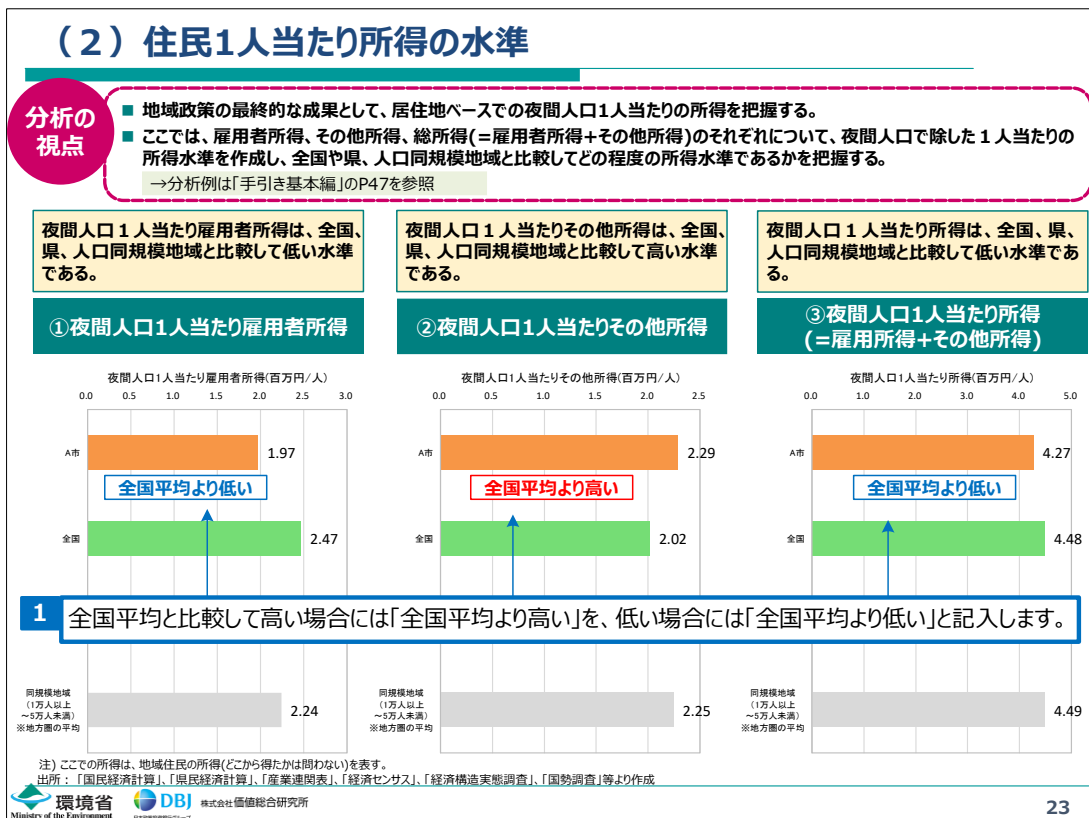 （２）住民1人当たり所得の水準
分析の
視点
■ 地域政策の最終的な成果として、居住地ベースでの夜間人口1人当たりの所得を把握する。
■ ここでは、雇用者所得、その他所得、総所得(=雇用者所得+その他所得)のそれぞれについて、夜間人口で除した１人当たりの
所得水準を作成し、全国や県、人口同規模地域と比較してどの程度の所得水準であるかを把握する。
→分析例は「手引き基本編」のP47を参照
夜間人口１人当たり雇用者所得は、全国、
県、人口同規模地域と比較して低い水準
である。
①夜間人口1人当たり雇用者所得
夜間人口1人当たり雇用者所得(百万円/人)
0.0 0.5 1.0 1.5 2.0 2.5 3.0
A市 1.97
全国平均より低い
全国 2.47
夜間人口１人当たりその他所得は、全国、
県、人口同規模地域と比較して高い水準
である。
②夜間人口1人当たりその他所得
夜間人口1人当たりその他所得(百万円/人)
0.0 0.5 1.0 1.5 2.0 2.5
A市 2.29
全国平均より高い
全国 2.02
夜間人口１人当たり所得は、全国、県、
人口同規模地域と比較して低い水準であ
る。
③夜間人口1人当たり所得
(=雇用所得+その他所得)
夜間人口1人当たり所得(百万円/人)
0.0 1.0 2.0 3.0 4.0 5.0
A市 4.27
全国平均より低い
全国 4.48
1 全国平均と比較して高い場合には「全国平均より高い」を、低い場合には「全国平均より低い」と記入します。
同規模地域
(1万人以上
～5万人未満)
※地方圏の平均
2.24
同規模地域
(1万人以上
～5万人未満)
※地方圏の平均
2.25
同規模地域
(1万人以上
～5万人未満)
※地方圏の平均
4.49
注) ここでの所得は、地域住民の所得(どこから得たかは問わない)を表す。
出所：「国民経済計算」、「県民経済計算」、「産業連関表」、「経済センサス」、「経済構造実態調査」、「国勢調査」等より作成
環境省
Ministry of the Environment
DBJ 株式会社価値総合研究所
23